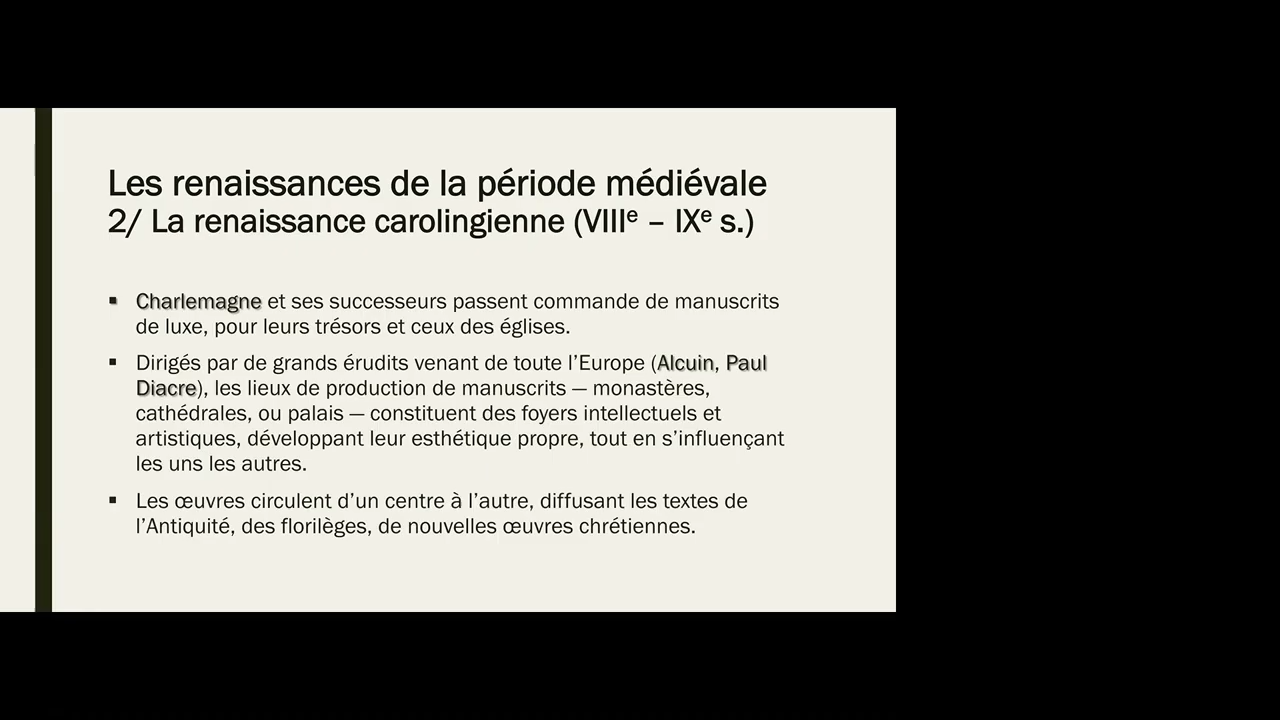 Les renaissances de la période médiévale
2/ La renaissance carolingienne (VIIIe – IXe s.)
▪ Charlemagne et ses successeurs passent commande de manuscrits
de luxe, pour leurs trésors et ceux des églises.
▪ Dirigés par de grands érudits venant de toute l’Europe (Alcuin, Paul
Diacre), les lieux de production de manuscrits — monastères,
cathédrales, ou palais — constituent des foyers intellectuels et
artistiques, développant leur esthétique propre, tout en s’influençant
les uns les autres.
▪ Les œuvres circulent d’un centre à l’autre, diffusant les textes de
l’Antiquité, des florilèges, de nouvelles œuvres chrétiennes.